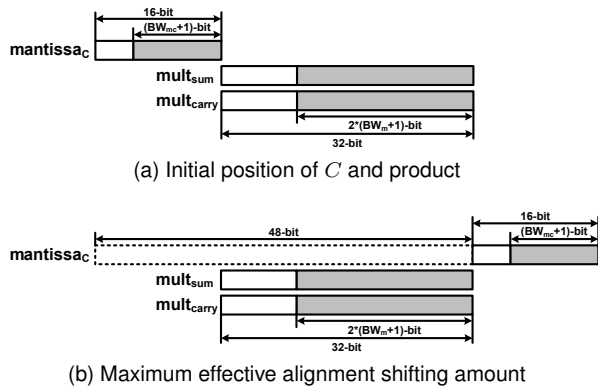 16-bit
(BWmc+1)-bit
mantissaC
multsum
multcarry
2*(BWm+1)-bit
32-bit
(a) Initial position of C and product
16-bit
48-bit
(BWmc+1)-bit
mantissaC
multsum
multcarry
2*(BWm+1)-bit
32-bit
(b) Maximum effective alignment shifting amount